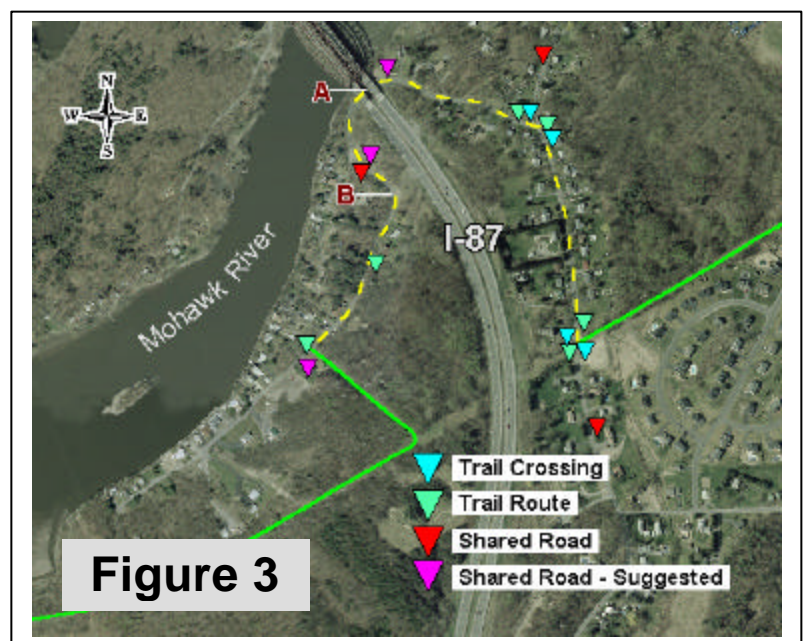 N
W E
S
A
B
I-87
Mohawk River
Trail Crossing
Trail Route
Shared Road
Shared Road - Suggested
Figure 3